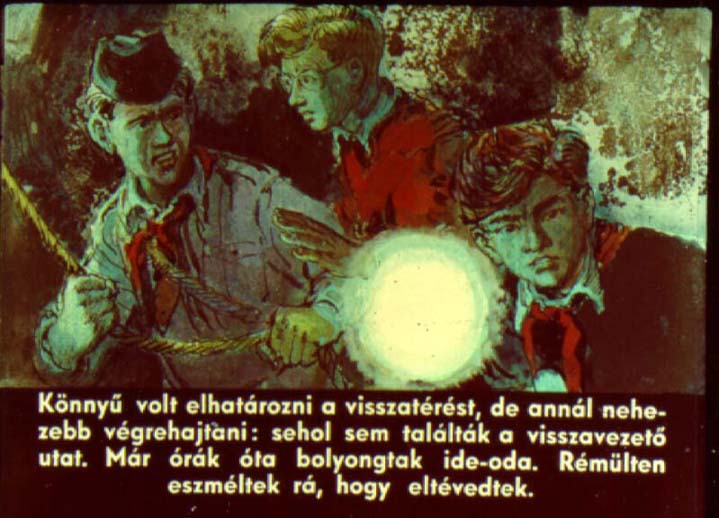 Könnyű volt elhatározni a visszatérést, de annál nehe-
zebb végrehajtani: sehol sem találták a visszavezető
utat. Már órák óta bolyongtak ide-oda. Rémülten
eszméltek rá, hogy eltévedtek.